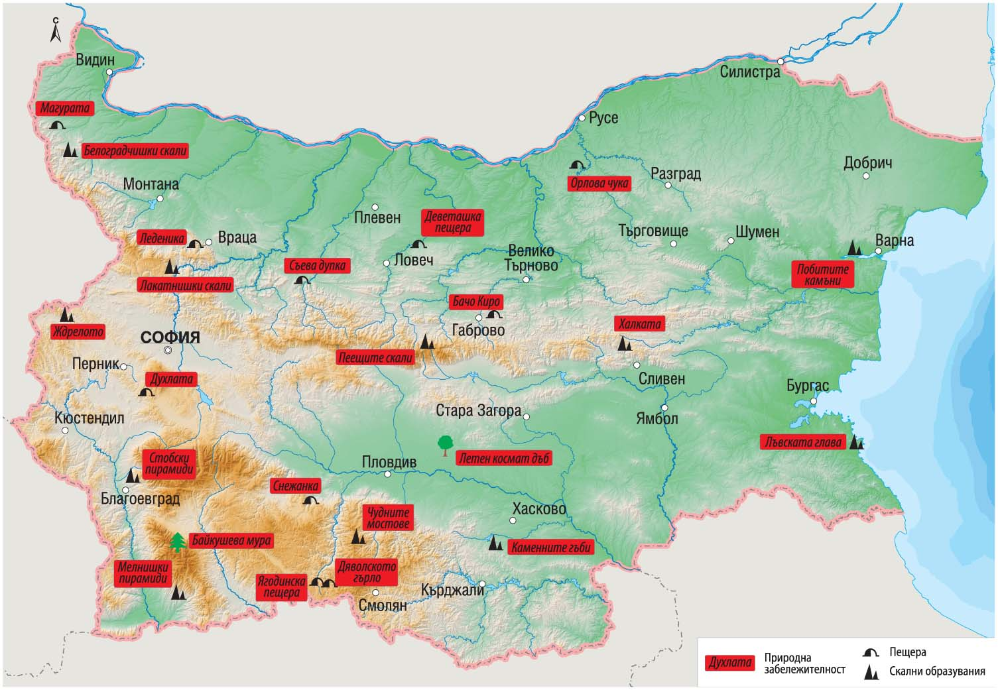 С
Видин
Силистра
Магурата
Русе
Белоградчишки скали
Монтана
Орлова чука
Разград
Добрич
Плевен
Деветашка
пещера
Леденика
Враца
Търговище
Шумен
Варна
Ловеч
Велико
Търново
Съева дупка
Побитите
камъни
Лакатнишки скали
Бачо Киро
Габрово
Халката
Ждрелото
СОФИЯ
Пеещите скали
Перник
Духлата
Сливен
Бургас
Кюстендил
Стара Загора
Ямбол
Лъвската глава
Стобски
пирамиди
Летен космат дъб
Пловдив
Благоевград
Снежанка
Чудните
мостове
Хасково
Байкушева мура
Каменните гъби
Мелнишки
пирамиди
Ягодинска
пещера
Дяволското
гърло
Кърджали
Смолян
Духлата
Природна
забележителност
Пещера
Скални образувания